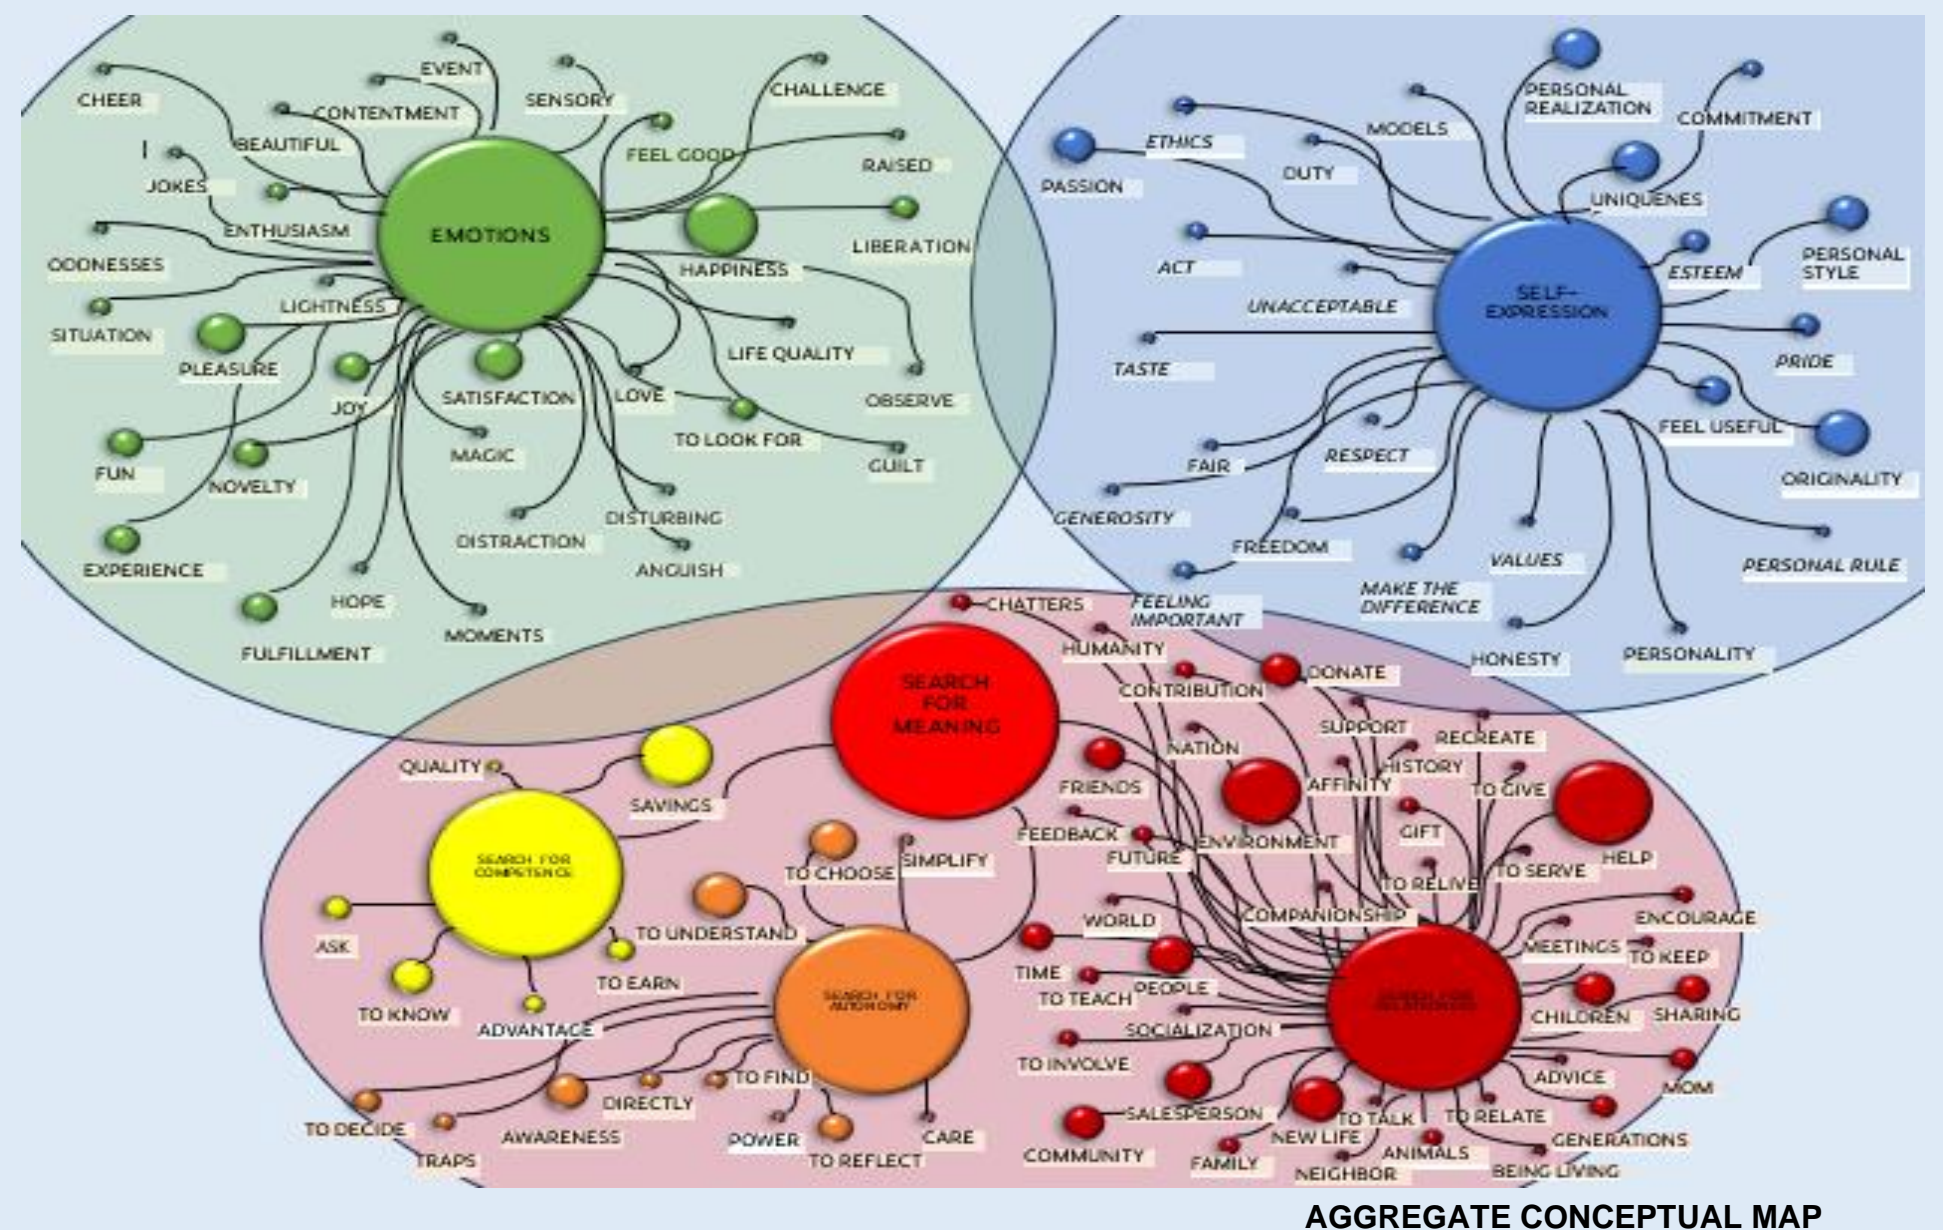 EVENT
CHEER
CONTENTMENT
SENSORY
CHALLENGE
BEAUTIFUL
FEEL GOOD
RAISED
JOKES
ENTHUSIASM
EMOTIONS
LIBERATION
ODDNESSES
HAPPINESS
LIGHTNESS
SITUATION
PLEASURE
LIFE QUALITY
JOY
SATISFACTION
LOVE
OBSERVE
TO LOOK FOR
MAGIC
GUILT
FUN
NOVELTY
DISTURBING
DISTRACTION
EXPERIENCE
ANGUISH
HOPE
MOMENTS
FULFILLMENT
PERSONAL
REALIZATION
COMMITMENT
MODELS
ETHICS
DUTY
PASSION
UNIQUENES
ACT
ESTEEM
PERSONAL
STYLE
UNACCEPTABLE
SELF-
EXPRESSION
TASTE
PRIDE
FEEL USEFUL
FAIR
RESPECT
ORIGINALITY
GENEROSITY
FREEDOM
VALUES
PERSONAL RULE
MAKE THE
DIFFERENCE
FEELING
IMPORTANT
HONESTY
PERSONALITY
CHATTERS
HUMANITY
SEARCH
FOR
MEANING
CONTRIBUTION
DONATE
SUPPORT
RECREATE
NATION
QUALITY
HISTORY
FRIENDS
AFFINITY
TO GIVE
SAVINGS
FEEDBACK
GIFT
ENVIRONMENT
FUTURE
HELP
SEARCH FOR
COMPETENCE
TO CHOOSE
SIMPLIFY
TO RELIVE
TO SERVE
COMPANIONSHIP
WORLD
ENCOURAGE
ASK
TO UNDERSTAND
MEETINGS
TO KEEP
TIME
TO EARN
PEOPLE
TO TEACH
SEARCH FOR
AUTONOMY
TO KNOW
ADVANTAGE
CHILDREN
SHARING
SOCIALIZATION
TO INVOLVE
TO FIND
ADVICE
MOM
DIRECTLY
SALESPERSON
TO TALK
TO RELATE
TO DECIDE
AWARENESS
POWER
CARE
NEW LIFE
GENERATIONS
TRAPS
TO REFLECT
COMMUNITY
FAMILY
NEIGHBOR
ANIMALS
BEING LIVING
AGGREGATE CONCEPTUAL MAP